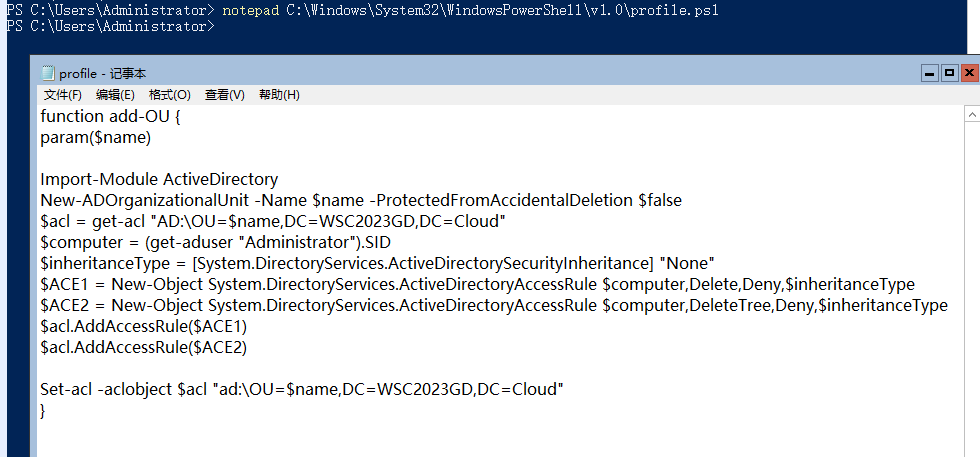 PS C:\Users\Administrator> notepad C:\Windows\System32\WindowsPowerShell\v1.0\profile.ps1
PS C:\Users\Administrator>
profile - 记事本
文件(F) 编辑(E) 格式(O) 查看(V) 帮助(H)
function add-OU {
param($name)
Import-Module ActiveDirectory
New-ADOrganizationalUnit -Name $name -ProtectedFromAccidentalDeletion $false
$acl = get-acl "AD:\OU=$name,DC=WSC2023GD,DC=Cloud"
$computer = (get-aduser "Administrator").SID
$inheritanceType = [System.DirectoryServices.ActiveDirectorySecurityInheritance] "None"
$ACE1 = New-Object System.DirectoryServices.ActiveDirectoryAccessRule $computer,Delete,Deny,$inheritanceType
$ACE2 = New-Object System.DirectoryServices.ActiveDirectoryAccessRule $computer,DeleteTree,Deny,$inheritanceType
$acl.AddAccessRule($ACE1)
$acl.AddAccessRule($ACE2)
Set-acl -aclobject $acl "ad:\OU=$name,DC=WSC2023GD,DC=Cloud"
}